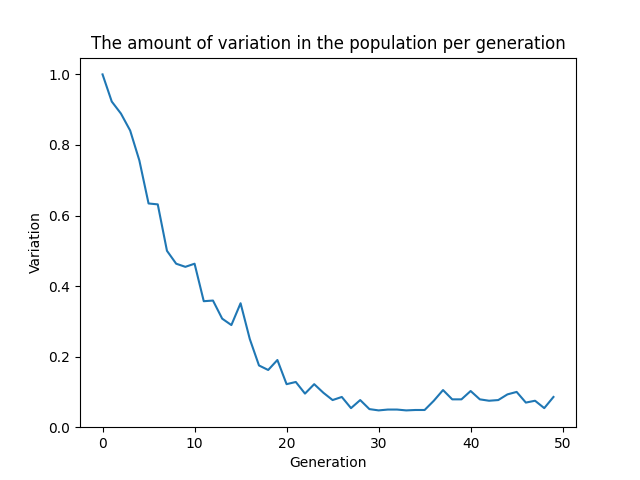 The amount of variation in the population per generation
1.0
0.8
0.6
0.4
0.2
0.0
Variation
0 10 20 30 40 50
Generation